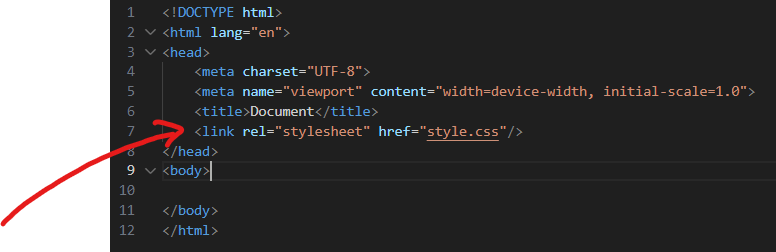 1 <!DOCTYPE html>
2 <html lang="en">
3 <head>
4 <meta charset="UTF-8">
5 <meta name="viewport" content="width=device-width, initial-scale=1.0">
6 <title>Document</title>
7 <link rel="stylesheet" href="style.css"/>
8 </head>
9 <body>
10
11 </body>
12 </html>